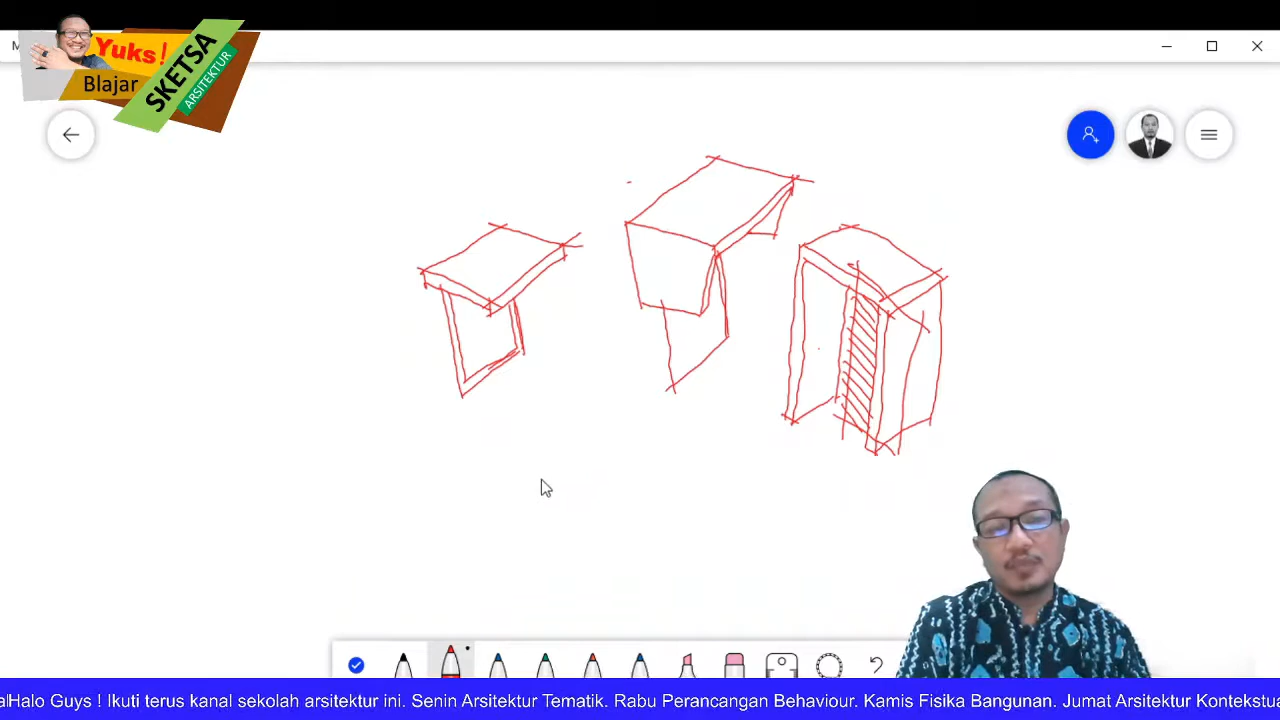 M
Yuks!
Blajar
SKETSA
ARSITEKTUR
alHalo Guys ! Ikuti terus kanal sekolah arsitektur ini. Senin Arsitektur Tematik. Rabu Perancangan Behaviour. Kamis Fisika Bangunan. Jumat Arsitektur Kontekstua